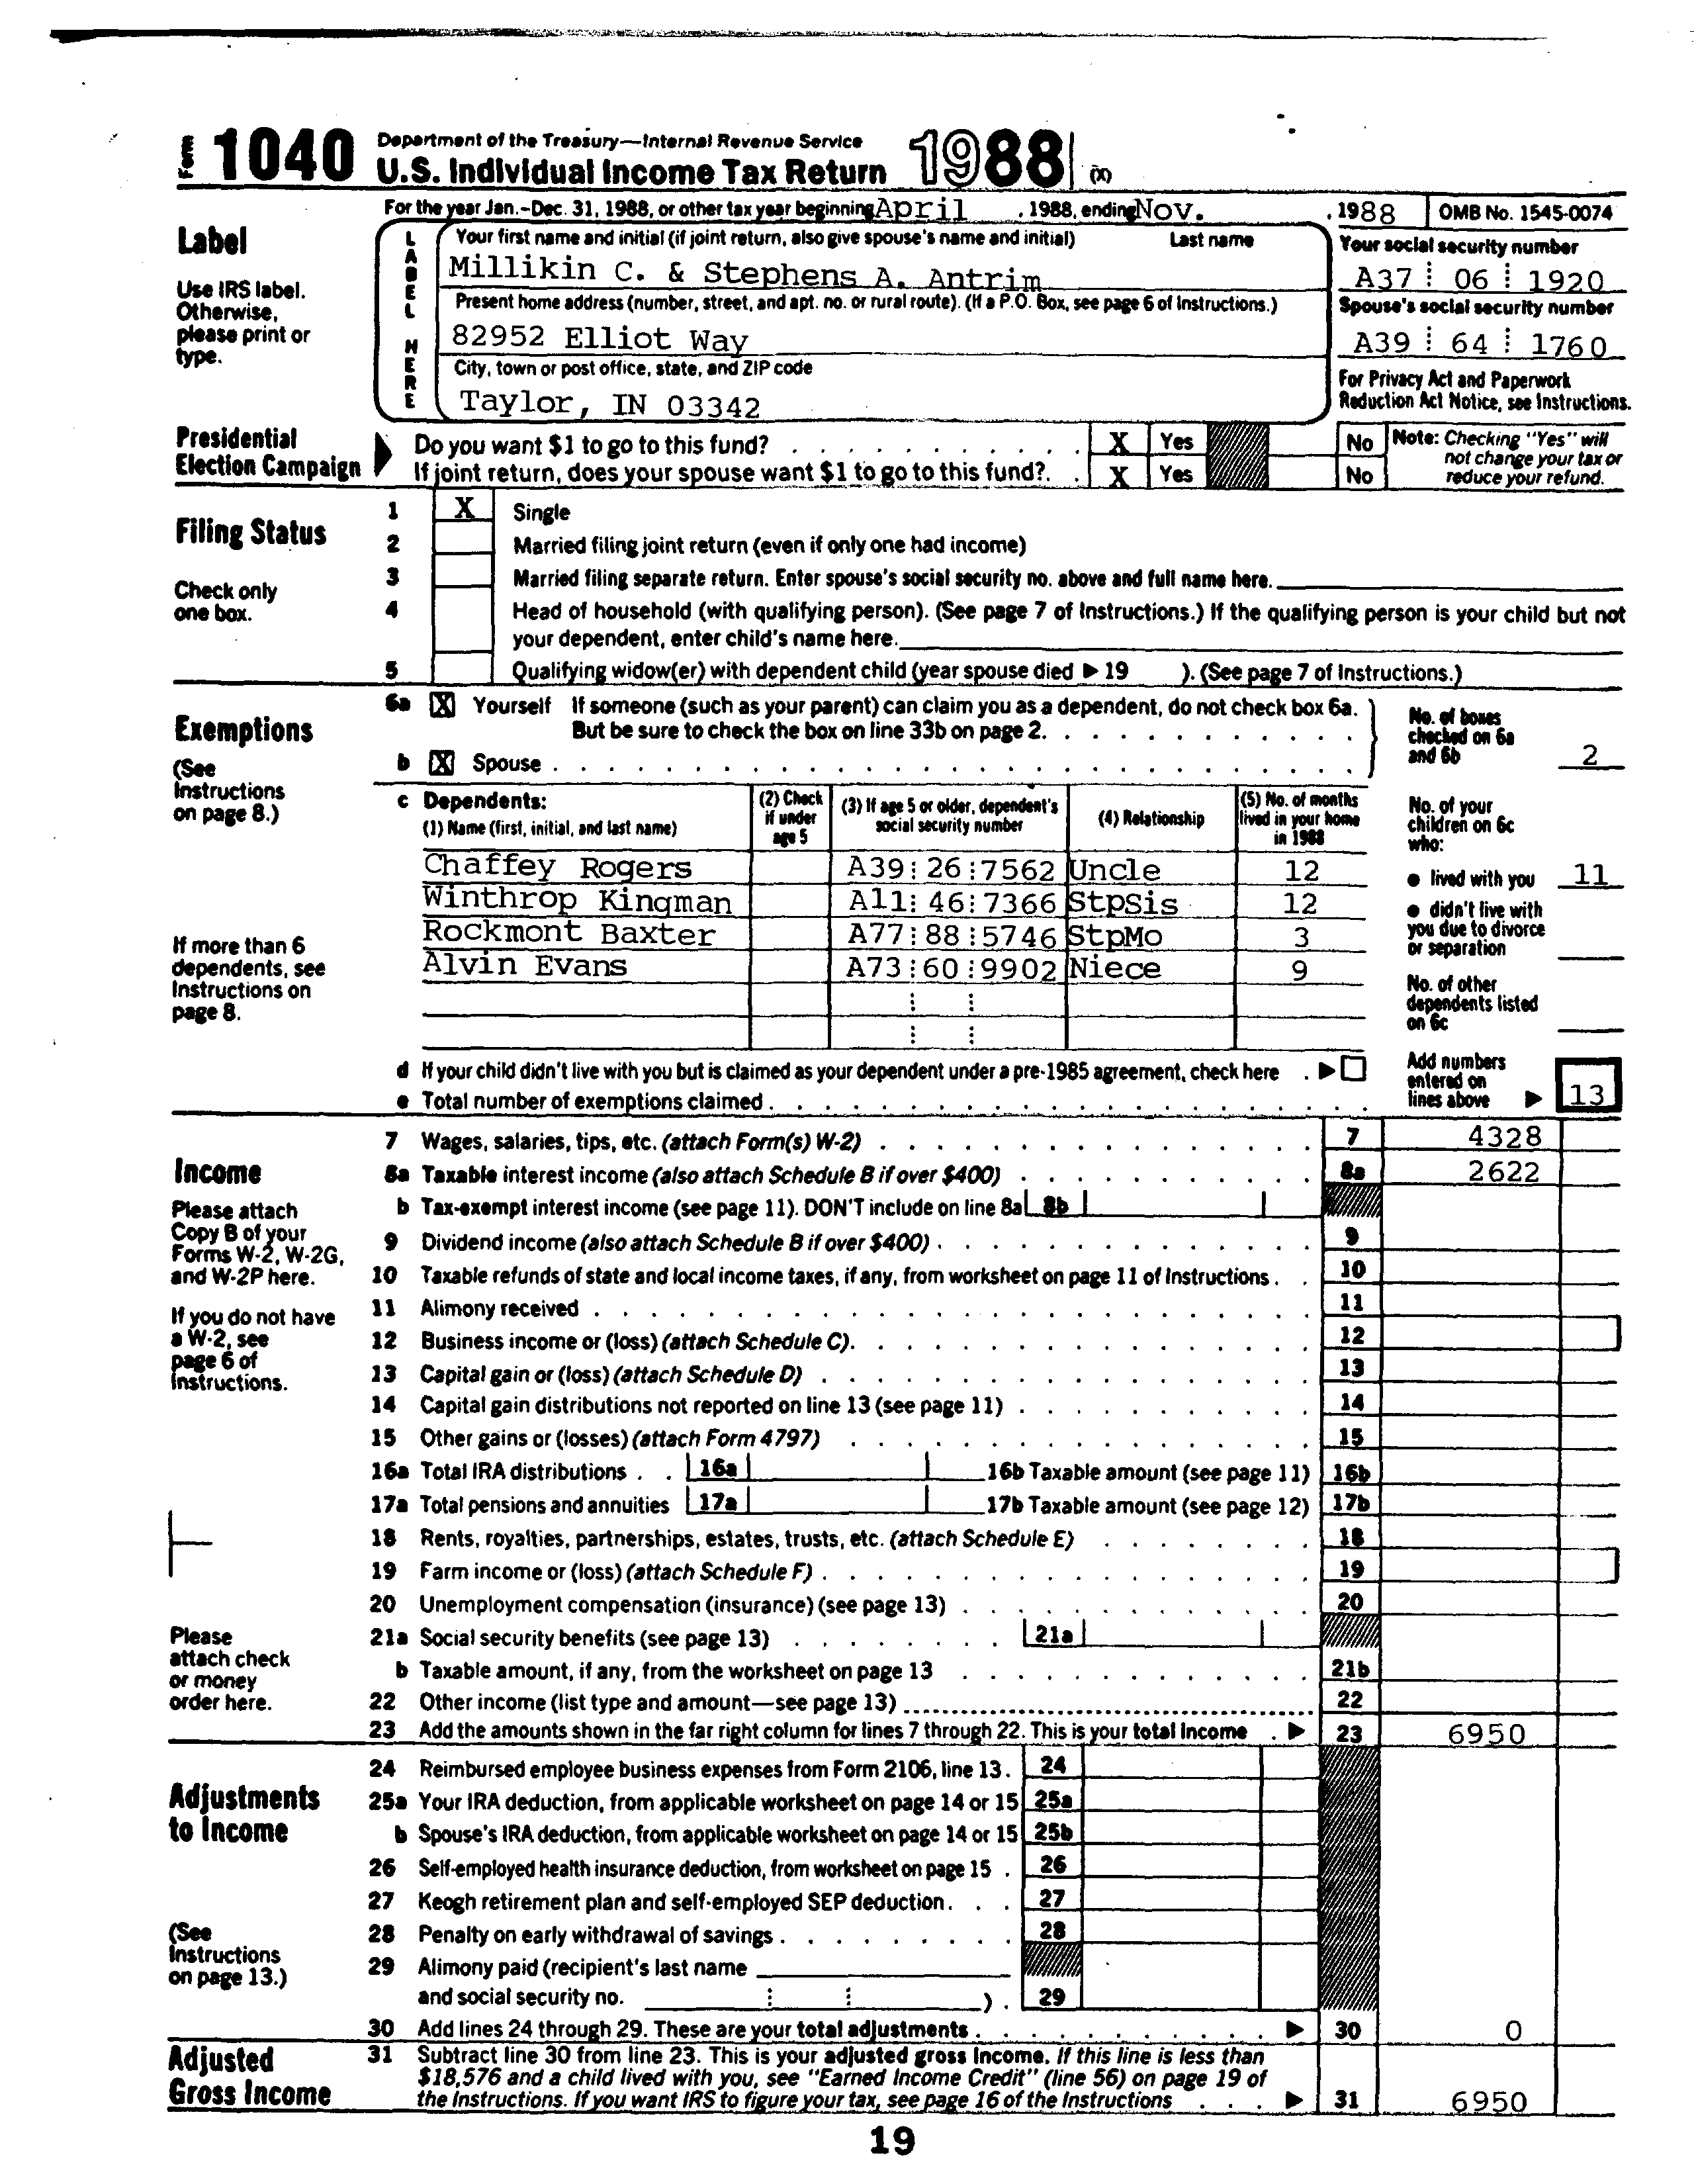 Form 1040 Department of the Treasury—Internal Revenue Service
U.S. Individual Income Tax Return 1988 (X)
For the year Jan.-Dec. 31, 1988, or other tax year beginning April , 1988, ending Nov. , 1988 OMB No. 1545-0074
Label
Use IRS label. Otherwise, please print or type.
LABEL HERE
Your first name and initial (if joint return, also give spouse's name and initial) Last name
Millikin C. & Stephens A. Antrim
Your social security number
A37 06 1920
Present home address (number, street, and apt. no. or rural route). (If a P.O. Box, see page 6 of Instructions.)
82952 Elliot Way
Spouse's social security number
A39 64 1760
City, town or post office, state, and ZIP code
Taylor, IN 03342
For Privacy Act and Paperwork Reduction Act Notice, see Instructions.
Presidential Election Campaign
Do you want $1 to go to this fund? X Yes No
If joint return, does your spouse want $1 to go to this fund?. X Yes No
Note: Checking "Yes" will not change your tax or reduce your refund.
Filing Status
Check only one box.
1 X Single
2 Married filing joint return (even if only one had income)
3 Married filing separate return. Enter spouse's social security no. above and full name here.
4 Head of household (with qualifying person). (See page 7 of Instructions.) If the qualifying person is your child but not
your dependent, enter child's name here.
5 Qualifying widow(er) with dependent child (year spouse died ▶ 19 ). (See page 7 of Instructions.)
Exemptions
(See Instructions on page 8.)
6a X Yourself If someone (such as your parent) can claim you as a dependent, do not check box 6a.
But be sure to check the box on line 33b on page 2.
b X Spouse
No. of boxes checked on 6a and 6b 2
c Dependents:
(1) Name (first, initial, and last name) (2) Check if under age 5 (3) If age 5 or older, dependent's social security number (4) Relationship (5) No. of months lived in your home in 1988
Chaffey Rogers A39 26 7562 Uncle 12
Winthrop Kingman A11 46 7366 StpSis 12
Rockmont Baxter A77 88 5746 StpMo 3
Alvin Evans A73 60 9902 Niece 9
If more than 6 dependents, see Instructions on page 8.
No. of your children on 6c who:
● lived with you 11
● didn't live with you due to divorce or separation
No. of other dependents listed on 6c
d If your child didn't live with you but is claimed as your dependent under a pre-1985 agreement, check here . ▶
e Total number of exemptions claimed
Add numbers entered on lines above ▶ 13
Income
Please attach Copy B of your Forms W-2, W-2G, and W-2P here.
If you do not have a W-2, see page 6 of Instructions.
Please attach check or money order here.
7 Wages, salaries, tips, etc. (attach Form(s) W-2) 7 4328
8a Taxable interest income (also attach Schedule B if over $400) 8a 2622
b Tax-exempt interest income (see page 11). DON'T include on line 8a 8b
9 Dividend income (also attach Schedule B if over $400) 9
10 Taxable refunds of state and local income taxes, if any, from worksheet on page 11 of Instructions 10
11 Alimony received 11
12 Business income or (loss) (attach Schedule C). 12
13 Capital gain or (loss) (attach Schedule D) 13
14 Capital gain distributions not reported on line 13 (see page 11) 14
15 Other gains or (losses) (attach Form 4797) 15
16a Total IRA distributions 16a 16b Taxable amount (see page 11) 16b
17a Total pensions and annuities 17a 17b Taxable amount (see page 12) 17b
18 Rents, royalties, partnerships, estates, trusts, etc. (attach Schedule E) 18
19 Farm income or (loss) (attach Schedule F) 19
20 Unemployment compensation (insurance) (see page 13) 20
21a Social security benefits (see page 13) 21a
b Taxable amount, if any, from the worksheet on page 13 21b
22 Other income (list type and amount—see page 13) 22
23 Add the amounts shown in the far right column for lines 7 through 22. This is your total income ▶ 23 6950
Adjustments to Income
(See Instructions on page 13.)
24 Reimbursed employee business expenses from Form 2106, line 13. 24
25a Your IRA deduction, from applicable worksheet on page 14 or 15 25a
b Spouse's IRA deduction, from applicable worksheet on page 14 or 15 25b
26 Self-employed health insurance deduction, from worksheet on page 15 26
27 Keogh retirement plan and self-employed SEP deduction 27
28 Penalty on early withdrawal of savings 28
29 Alimony paid (recipient's last name
and social security no. ) . 29
30 Add lines 24 through 29. These are your total adjustments ▶ 30 0
Adjusted Gross Income
31 Subtract line 30 from line 23. This is your adjusted gross income. If this line is less than
$18,576 and a child lived with you, see "Earned Income Credit" (line 56) on page 19 of
the Instructions. If you want IRS to figure your tax, see page 16 of the Instructions ▶ 31 6950
19